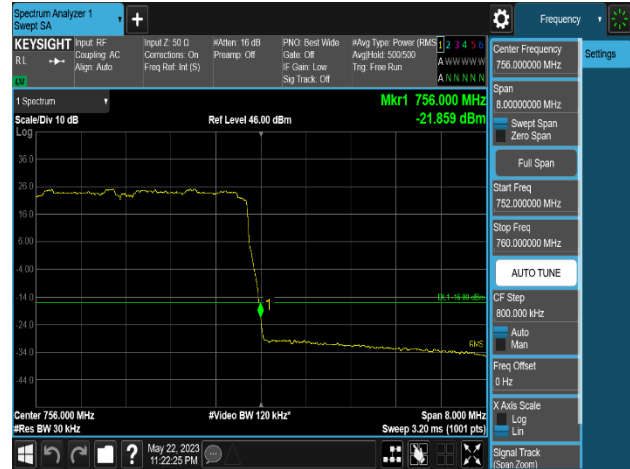 Spectrum Analyzer 1
Swept SA
+
Frequency
KEYSIGHT
RL
LW
Input: RF
Coupling: AC
Align: Auto
Input Z: 50 Ω
Corrections: On
Freq Ref: Int (S)
#Atten: 16 dB
Preamp: Off
PNO: Best Wide
Gate: Off
IF Gain: Low
Sig Track: Off
#Avg Type: Power (RMS
Avg|Hold: 500/500
Trig: Free Run
1 2 3 4 5 6
A W W W W W
A N N N N N
1 Spectrum
Mkr1 756.000 MHz
Scale/Div 10 dB
Ref Level 46.00 dBm
-21.859 dBm
Log
36.0
26.0
16.0
6.00
-4.00
-14.0
-24.0
-34.0
-44.0
DL1 -16.00 dBm
1
RMS
Center 756.000 MHz
#Video BW 120 kHz*
Span 8.000 MHz
#Res BW 30 kHz
Sweep 3.20 ms (1001 pts)
?
May 22, 2023
11:22:25 PM
Center Frequency
756.000000 MHz
Settings
Span
8.00000000 MHz
Swept Span
Zero Span
Full Span
Start Freq
752.000000 MHz
Stop Freq
760.000000 MHz
AUTO TUNE
CF Step
800.000 kHz
Auto
Man
Freq Offset
0 Hz
X Axis Scale
Log
Lin
Signal Track
(Span Zoom)